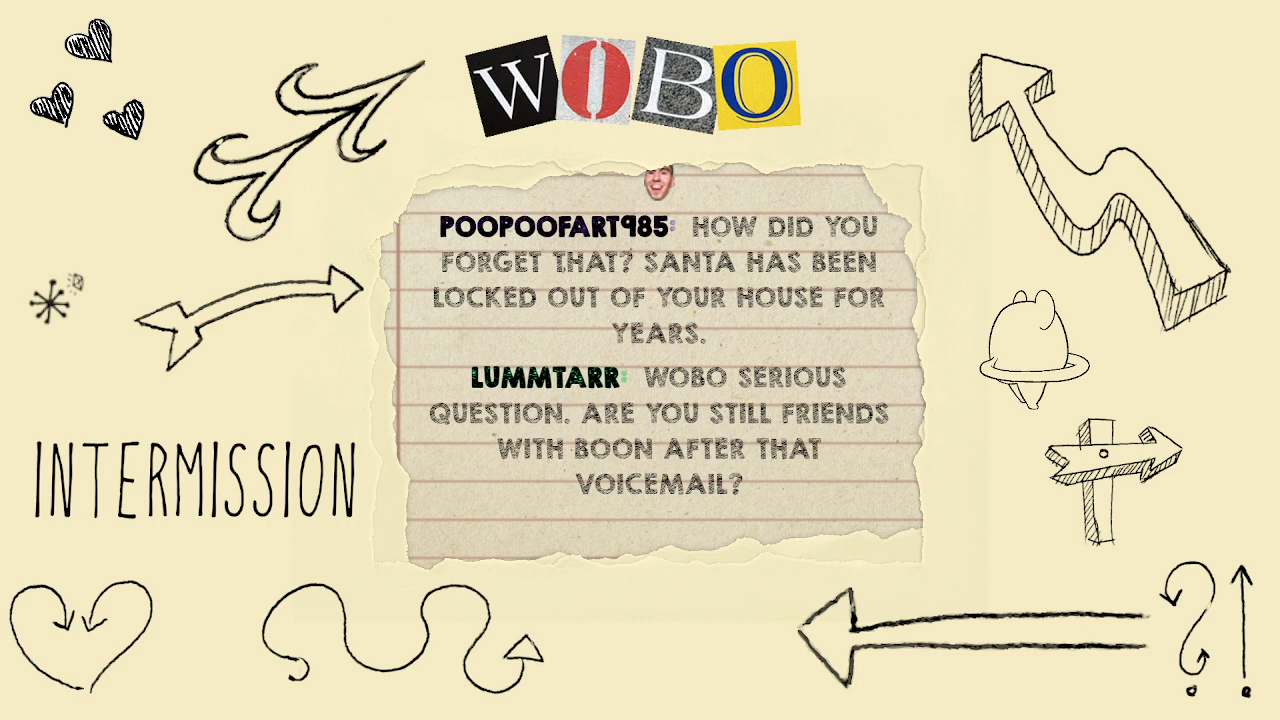 WOBO
POOPOOFART985: HOW DID YOU
FORGET THAT? SANTA HAS BEEN
LOCKED OUT OF YOUR HOUSE FOR
YEARS.
LUMMTARR: WOBO SERIOUS
QUESTION. ARE YOU STILL FRIENDS
WITH BOON AFTER THAT
VOICEMAIL?
INTERMISSION